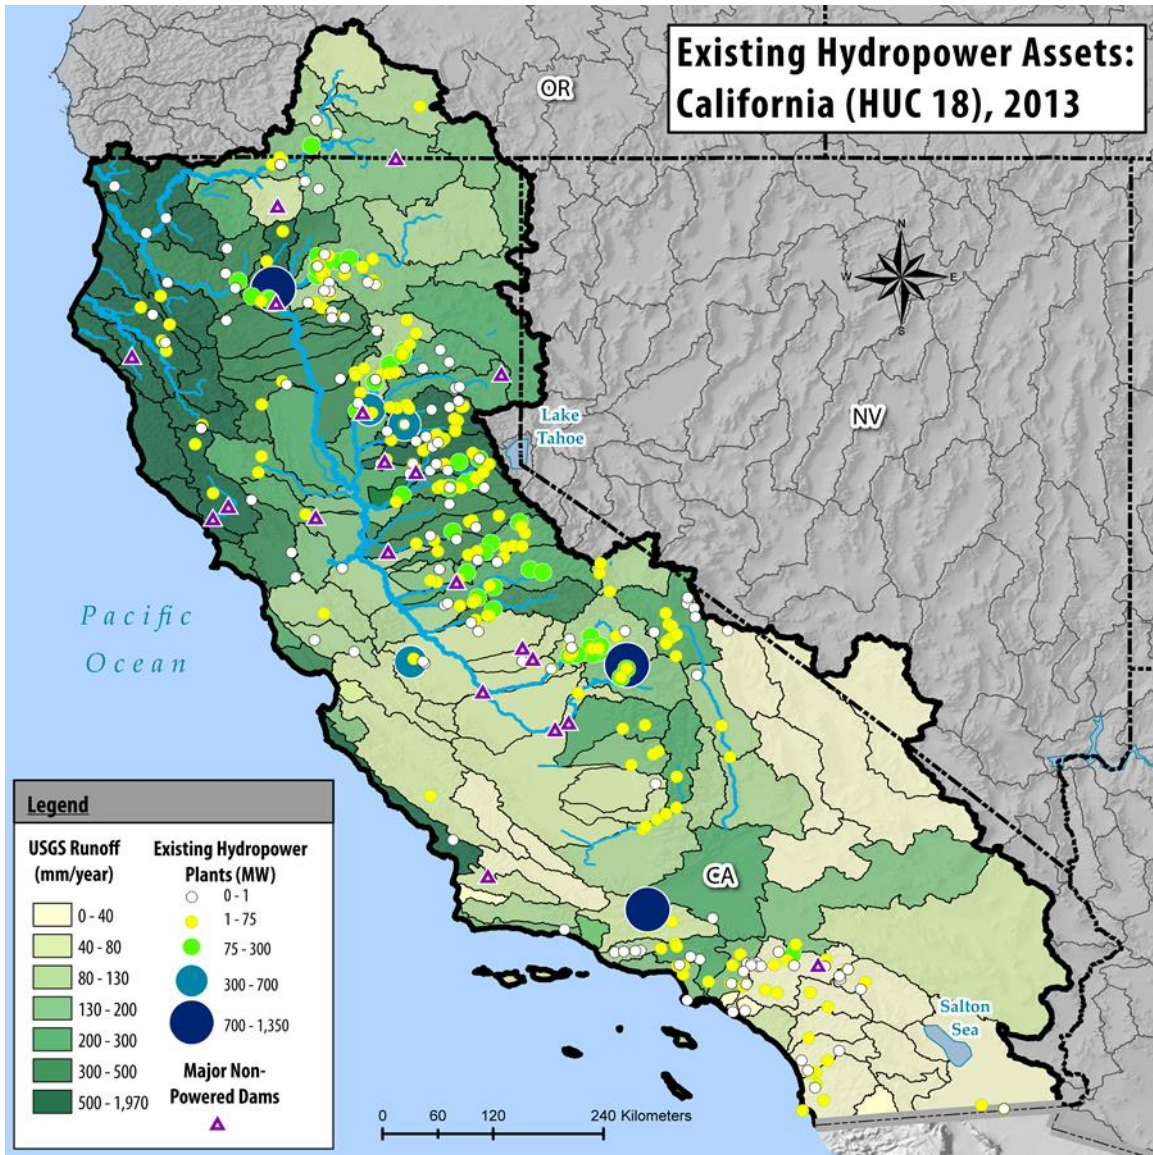 Existing Hydropower Assets:
California (HUC 18), 2013
OR
N
W
E
S
NV
Lake
Tahoe
Pacific
Ocean
CA
Salton
Sea
Legend
USGS Runoff
(mm/year)
0 - 40
40 - 80
80 - 130
130 - 200
200 - 300
300 - 500
500 - 1,970
Existing Hydropower
Plants (MW)
0 - 1
1 - 75
75 - 300
300 - 700
700 - 1,350
Major Non-
Powered Dams
0 60 120 240 Kilometers